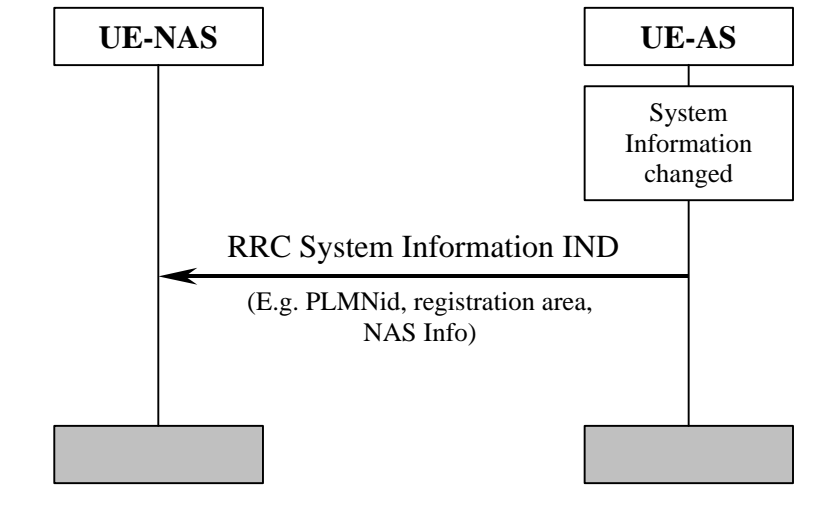 UE-NAS
UE-AS
System
Information
changed
RRC System Information IND
(E.g. PLMNid, registration area,
NAS Info)